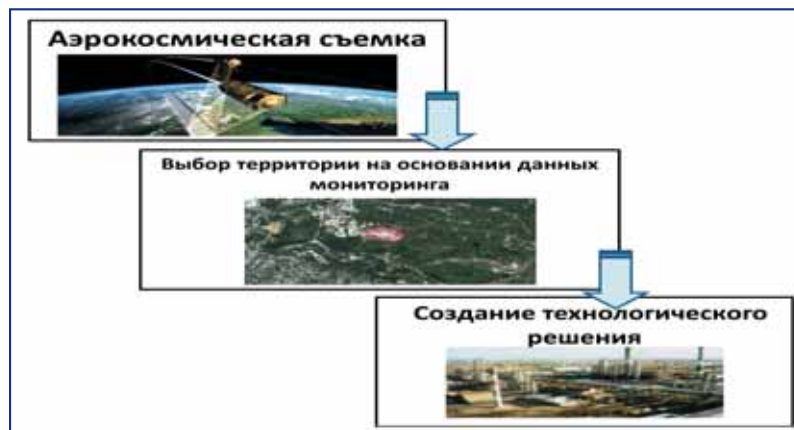 Аэрокосмическая съемка
Выбор территории на основании данных
мониторинга
Создание технологического
решения